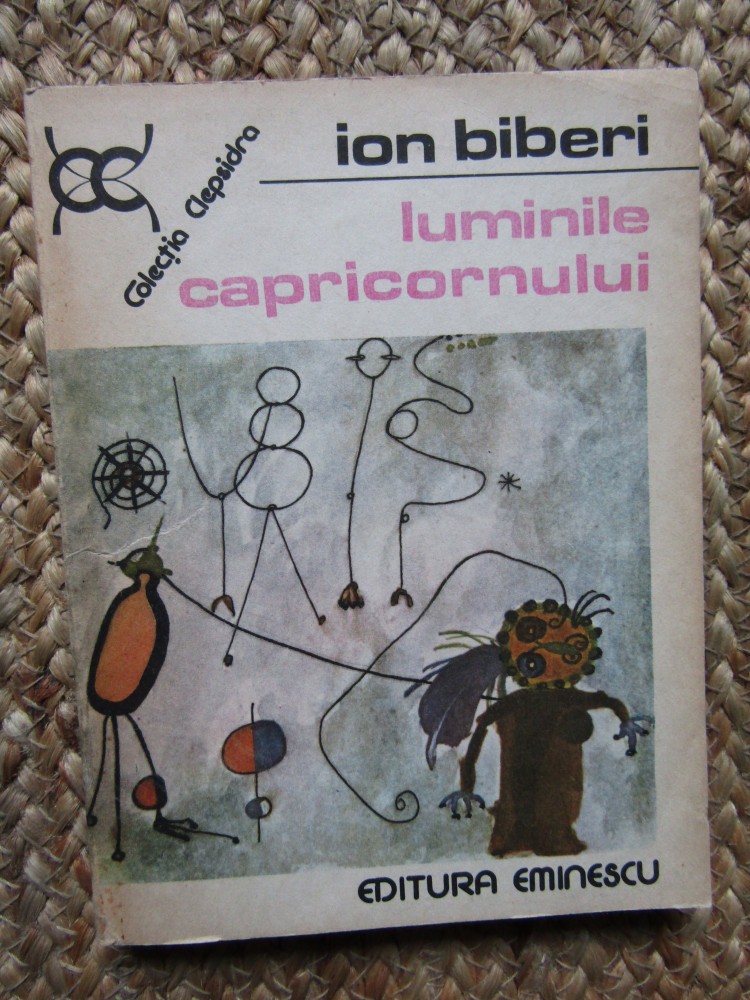 ion biberi
Colecția Clepsidra
luminile
capricornului
EDITURA EMINESCU